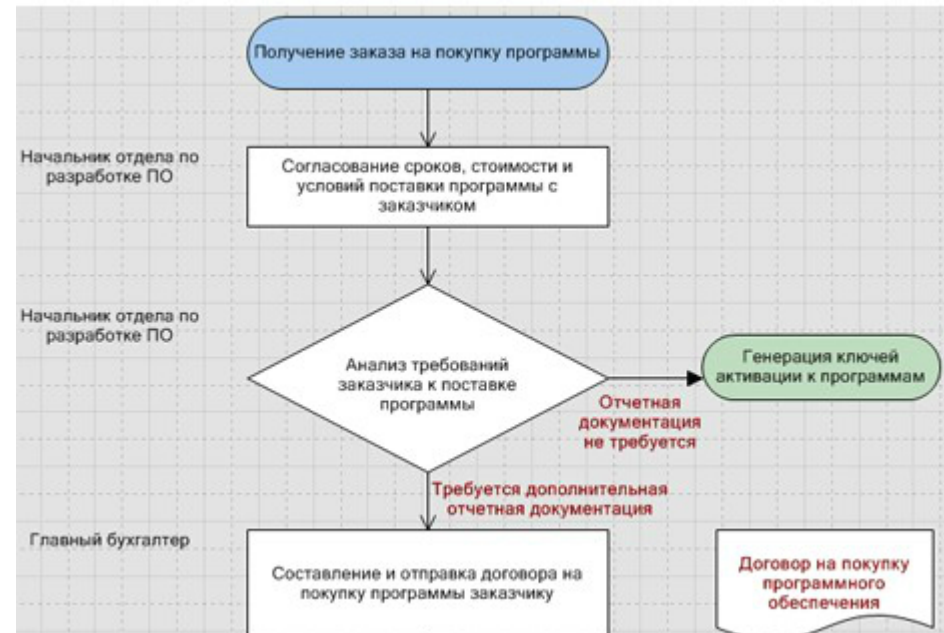 Получение заказа на покупку программы
Начальник отдела по
разработке ПО
Согласование сроков, стоимости и
условий поставки программы с
заказчиком
Начальник отдела по
разработке ПО
Анализ требований
заказчика к поставке
программы
Генерация ключей
активации к программам
Отчетная
документация
не требуется
Требуется дополнительная
отчетная документация
Главный бухгалтер
Составление и отправка договора на
покупку программы заказчику
Договор на покупку
программного
обеспечения